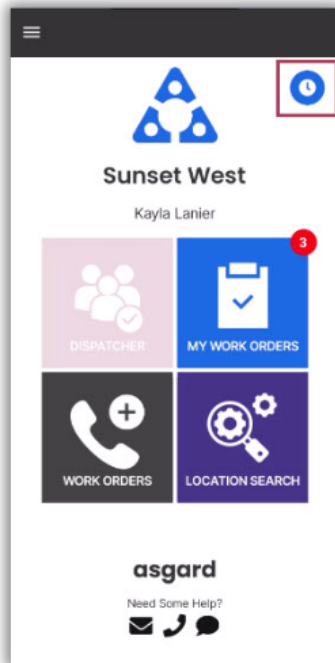 Sunset West
Kayla Lanier
3
DISPATCHER
MY WORK ORDERS
WORK ORDERS
LOCATION SEARCH
asgard
Need Some Help?